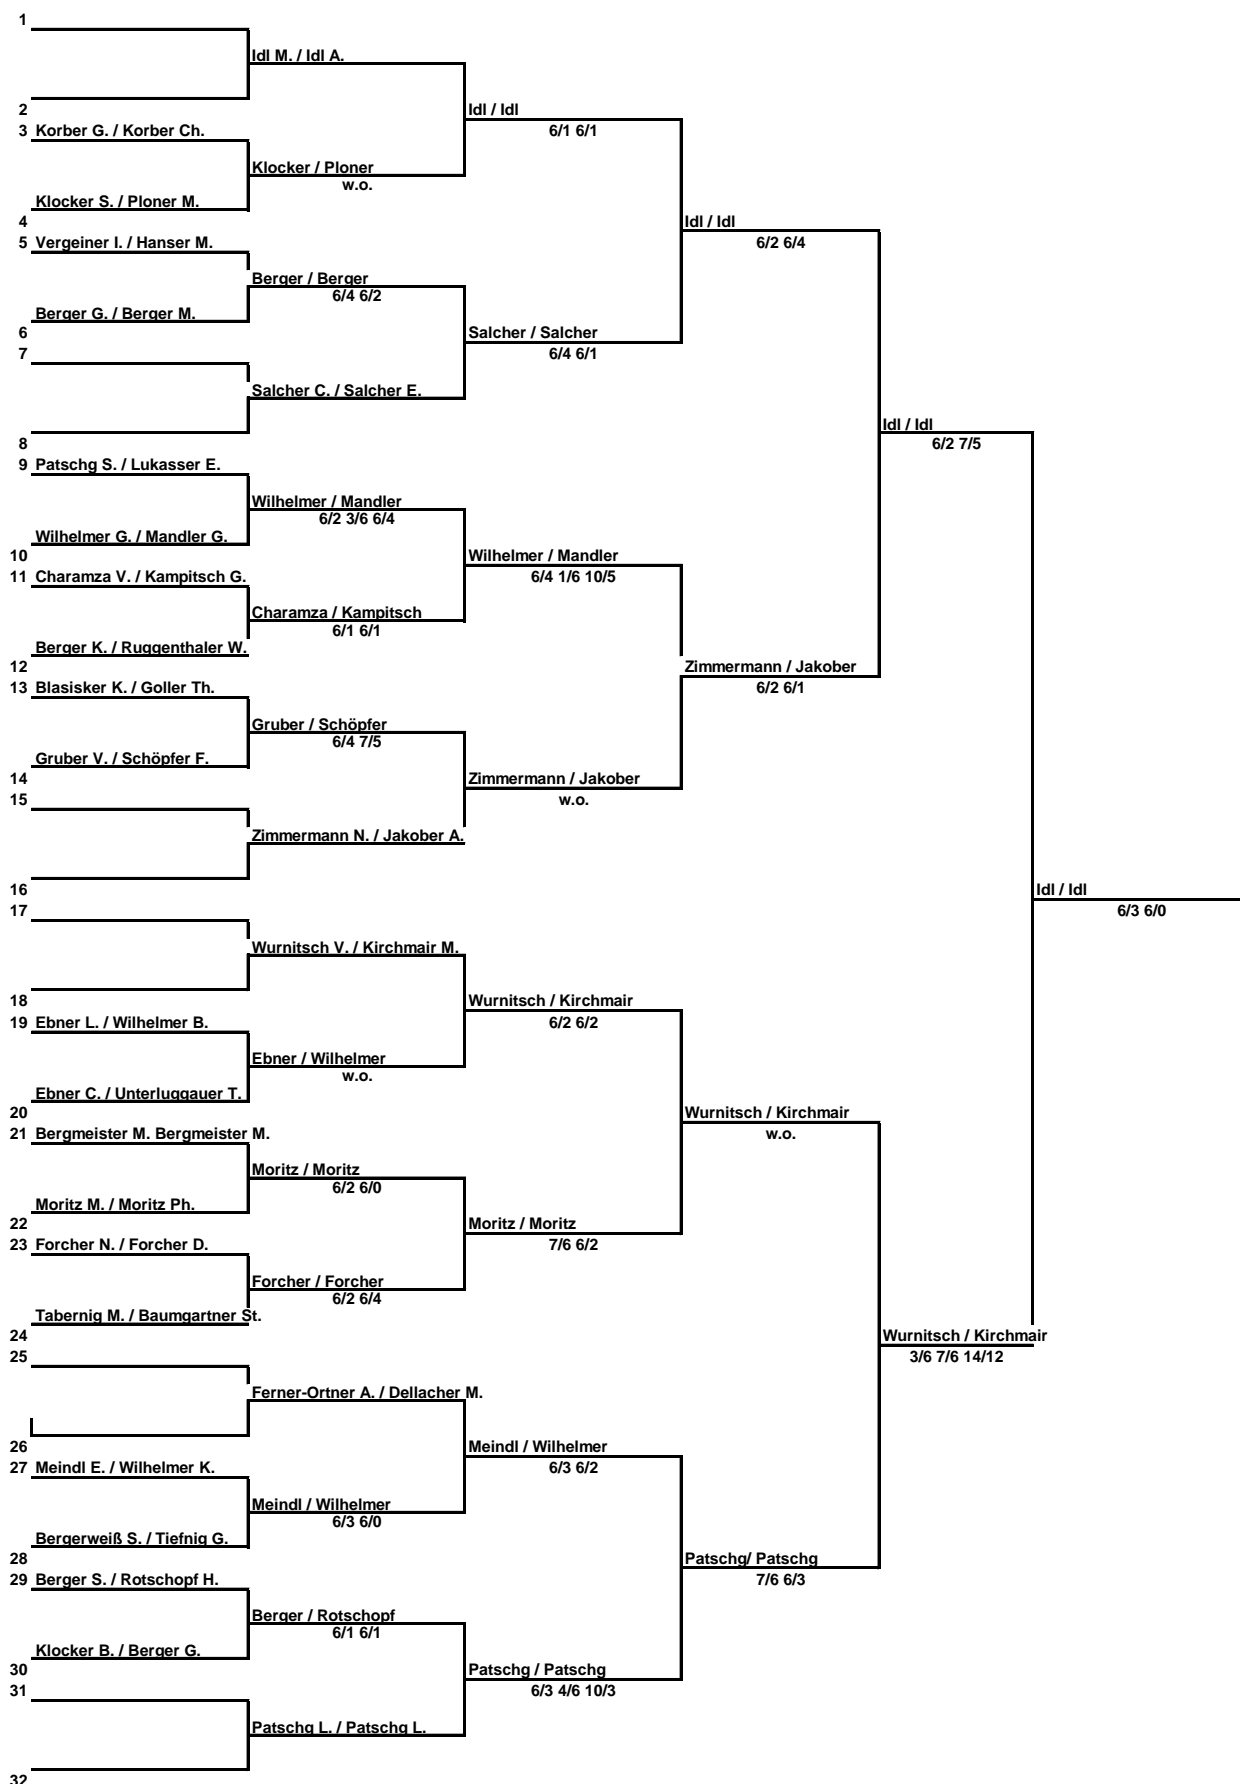 1
Idl M. / Idl A.
2
Idl / Idl
3 Korber G. / Korber Ch.
6/1 6/1
Klocker / Ploner
w.o.
Klocker S. / Ploner M.
4
Idl / Idl
5 Vergeiner I. / Hanser M.
6/2 6/4
Berger / Berger
6/4 6/2
Berger G. / Berger M.
6
Salcher / Salcher
7
6/4 6/1
Salcher C. / Salcher E.
Idl / Idl
8
6/2 7/5
9 Patschg S. / Lukasser E.
Wilhelmer / Mandler
6/2 3/6 6/4
Wilhelmer G. / Mandler G.
10
Wilhelmer / Mandler
11 Charamza V. / Kampitsch G.
6/4 1/6 10/5
Charamza / Kampitsch
6/1 6/1
Berger K. / Ruggenthaler W.
12
Zimmermann / Jakober
13 Blasisker K. / Goller Th.
6/2 6/1
Gruber / Schöpfer
6/4 7/5
Gruber V. / Schöpfer F.
14
Zimmermann / Jakober
15
w.o.
Zimmermann N. / Jakober A.
16
Idl / Idl
17
6/3 6/0
Wurnitsch V. / Kirchmair M.
18
Wurnitsch / Kirchmair
19 Ebner L. / Wilhelmer B.
6/2 6/2
Ebner / Wilhelmer
w.o.
Ebner C. / Unterluggauer T.
20
Wurnitsch / Kirchmair
21 Bergmeister M. Bergmeister M.
w.o.
Moritz / Moritz
6/2 6/0
Moritz M. / Moritz Ph.
22
Moritz / Moritz
23 Forcher N. / Forcher D.
7/6 6/2
Forcher / Forcher
6/2 6/4
Tabernig M. / Baumgartner St.
24
Wurnitsch / Kirchmair
25
3/6 7/6 14/12
Ferner-Ortner A. / Dellacher M.
26
Meindl / Wilhelmer
27 Meindl E. / Wilhelmer K.
6/3 6/2
Meindl / Wilhelmer
6/3 6/0
Bergerweiß S. / Tiefnig G.
28
Patschg/ Patschg
29 Berger S. / Rotschopf H.
7/6 6/3
Berger / Rotschopf
6/1 6/1
Klocker B. / Berger G.
30
Patschg / Patschg
31
6/3 4/6 10/3
Patschg L. / Patschg L.
32